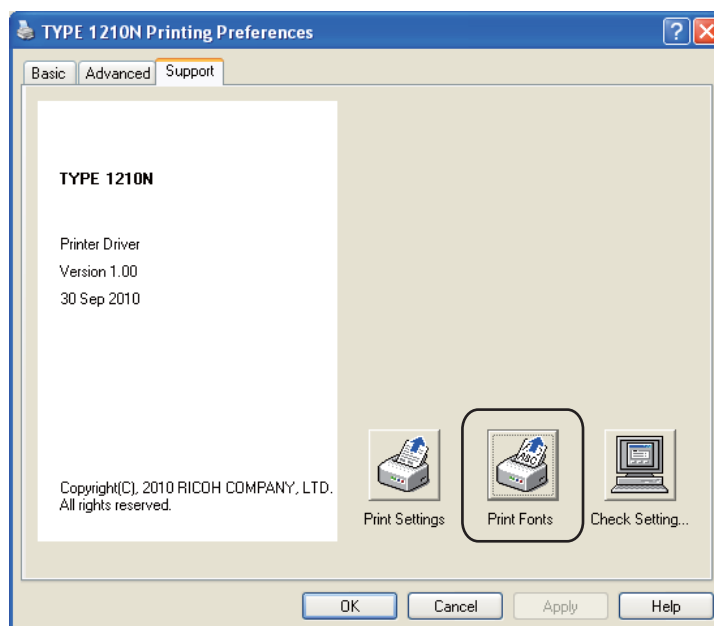 TYPE 1210N Printing Preferences
Basic Advanced Support
TYPE 1210N
Printer Driver
Version 1.00
30 Sep 2010
Copyright(C), 2010 RICOH COMPANY, LTD.
All rights reserved.
ABC
Print Settings Print Fonts Check Setting...
OK Cancel Apply Help